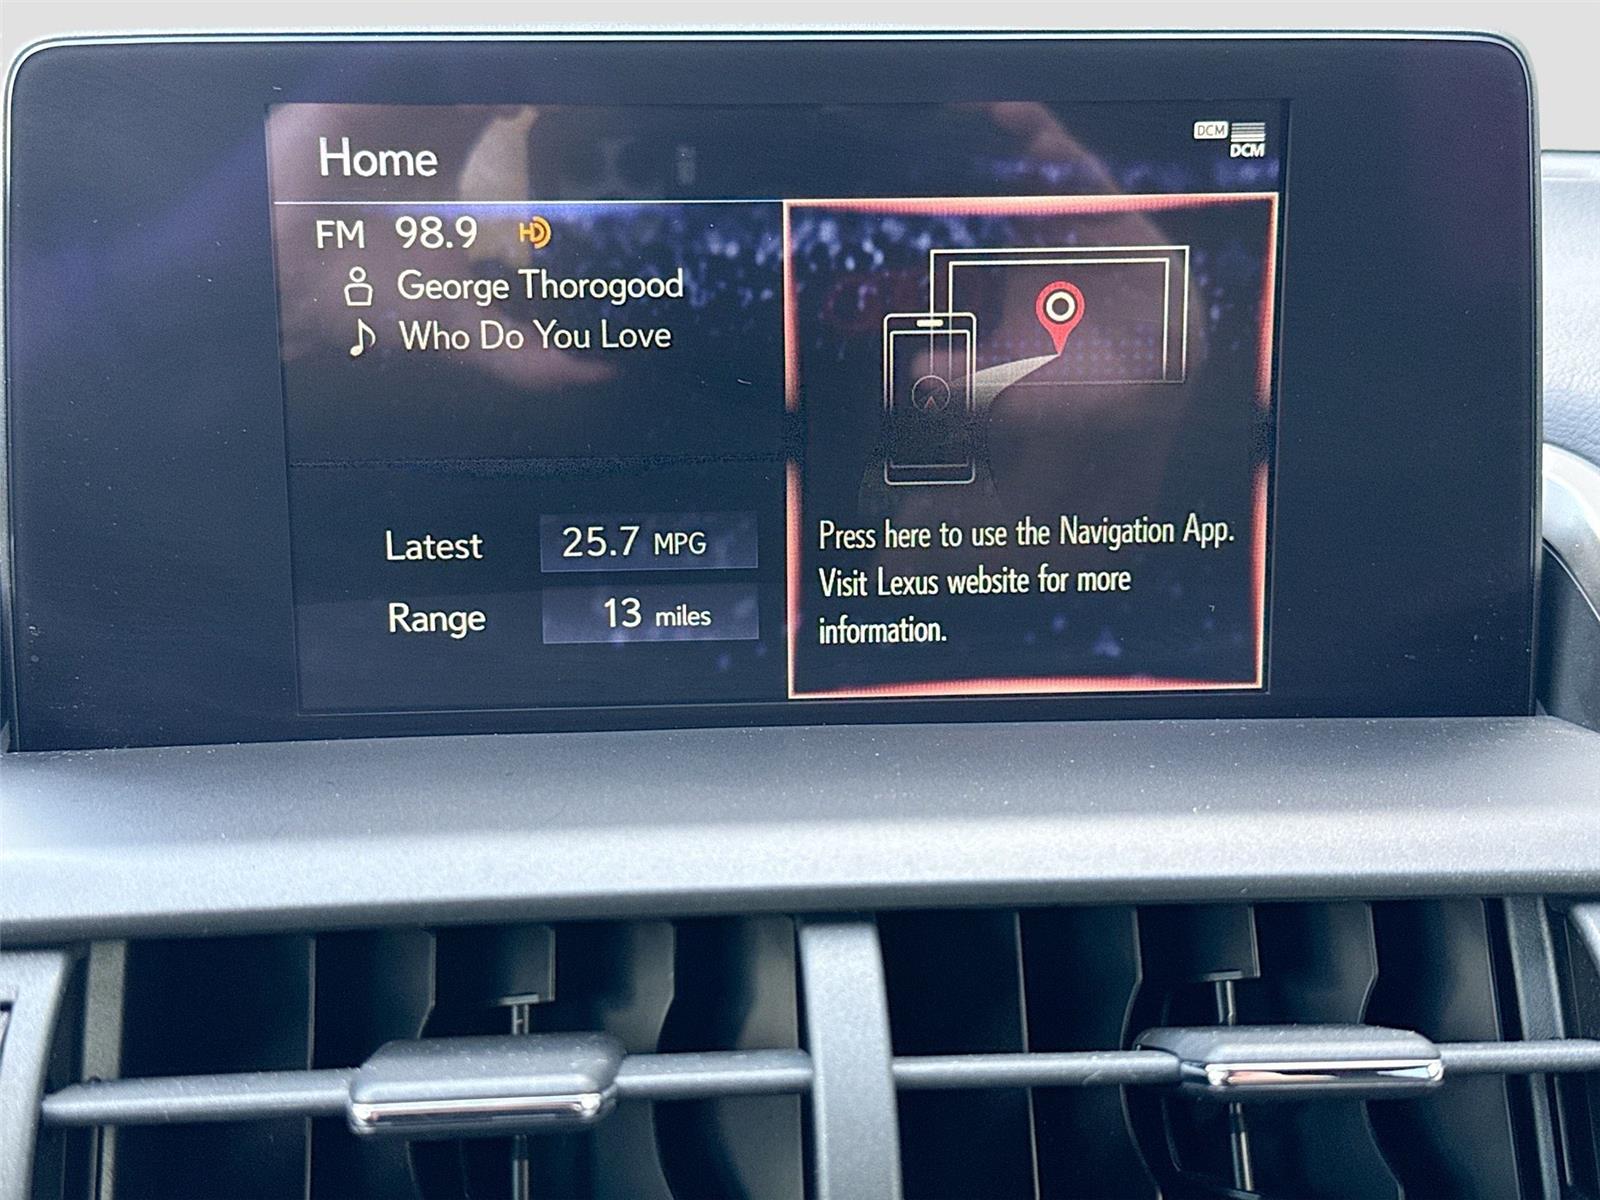 Home
DCM
DCM
FM 98.9 HD
George Thorogood
Who Do You Love
Latest 25.7 MPG
Range 13 miles
Press here to use the Navigation App.
Visit Lexus website for more
information.